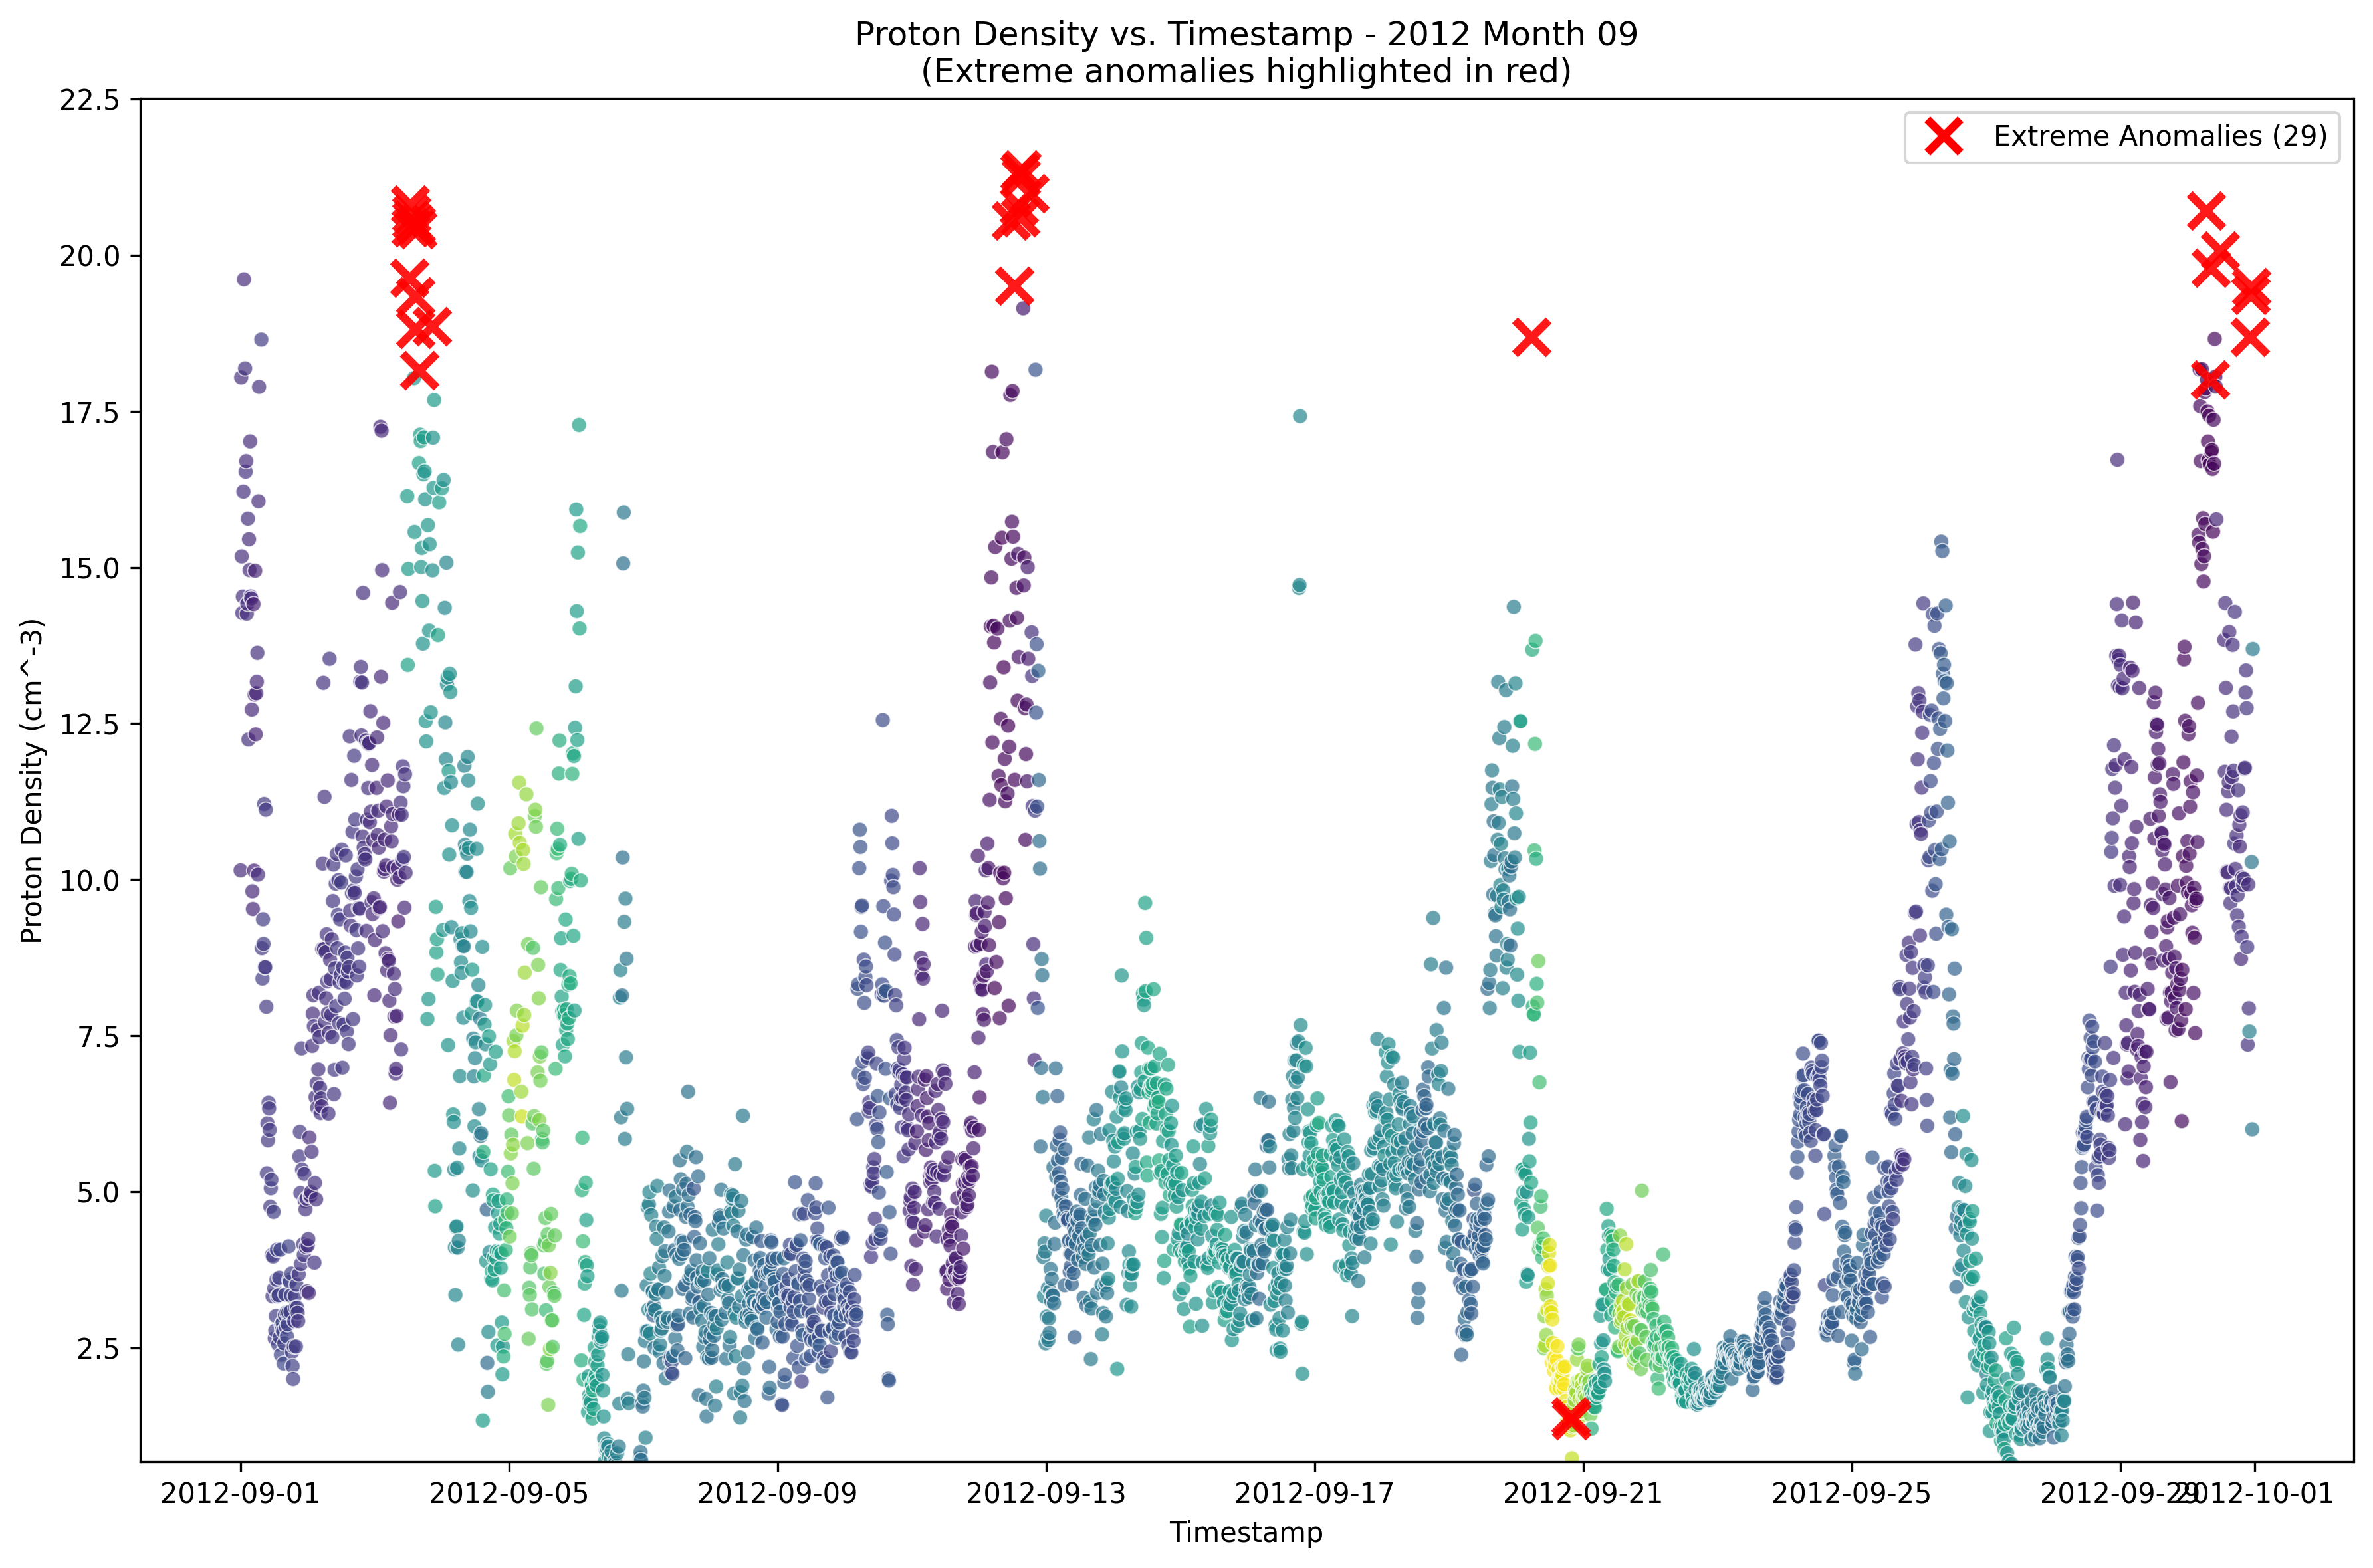 Proton Density vs. Timestamp - 2012 Month 09
(Extreme anomalies highlighted in red)
Extreme Anomalies (29)
Proton Density (cm^-3)
22.5
20.0
17.5
15.0
12.5
10.0
7.5
5.0
2.5
2012-09-01 2012-09-05 2012-09-09 2012-09-13 2012-09-17 2012-09-21 2012-09-25 2012-09-29 2012-10-01
Timestamp